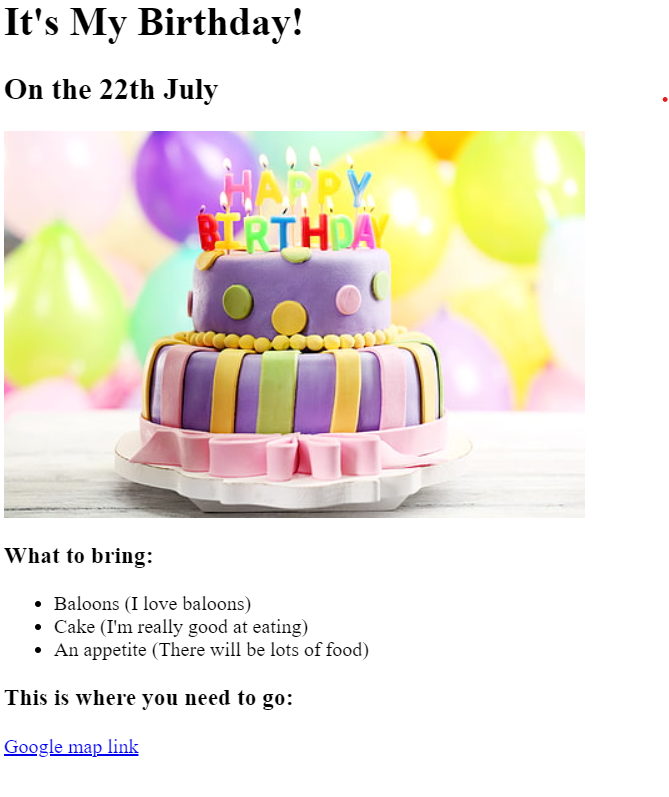 It's My Birthday!
On the 22th July
HAPPY
BIRTHDAY
What to bring:
Baloons (I love baloons)
Cake (I'm really good at eating)
An appetite (There will be lots of food)
This is where you need to go:
Google map link